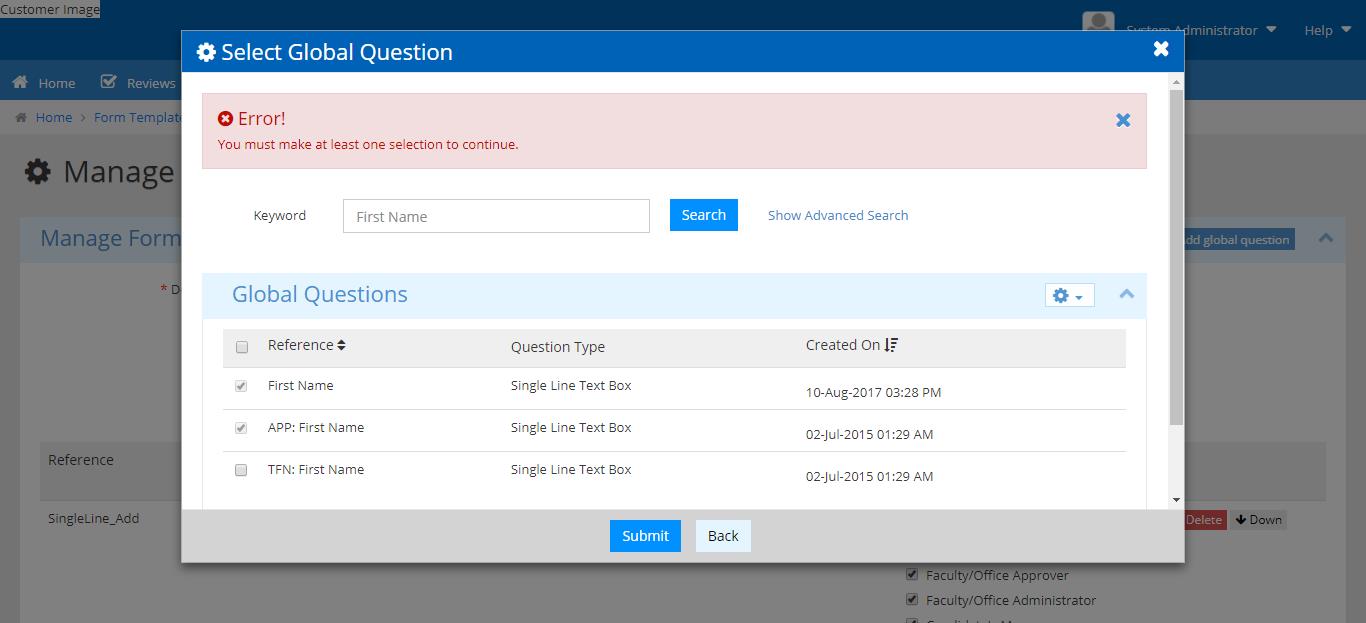 Customer Image
System Administrator Help
Select Global Question
Home Reviews
Error!
You must make at least one selection to continue.
Home > Form
Manage
Keyword First Name Search Show Advanced Search
Manage Form
global question
Global Questions
Reference Question Type Created On
First Name Single Line Text Box 10-Aug-2017 03:28 PM
APP: First Name Single Line Text Box 02-Jul-2015 01:29 AM
Reference
TFN: First Name Single Line Text Box 02-Jul-2015 01:29 AM
SingleLine_Add
Delete Down
Submit Back
Faculty/Office Approver
Faculty/Office Administrator